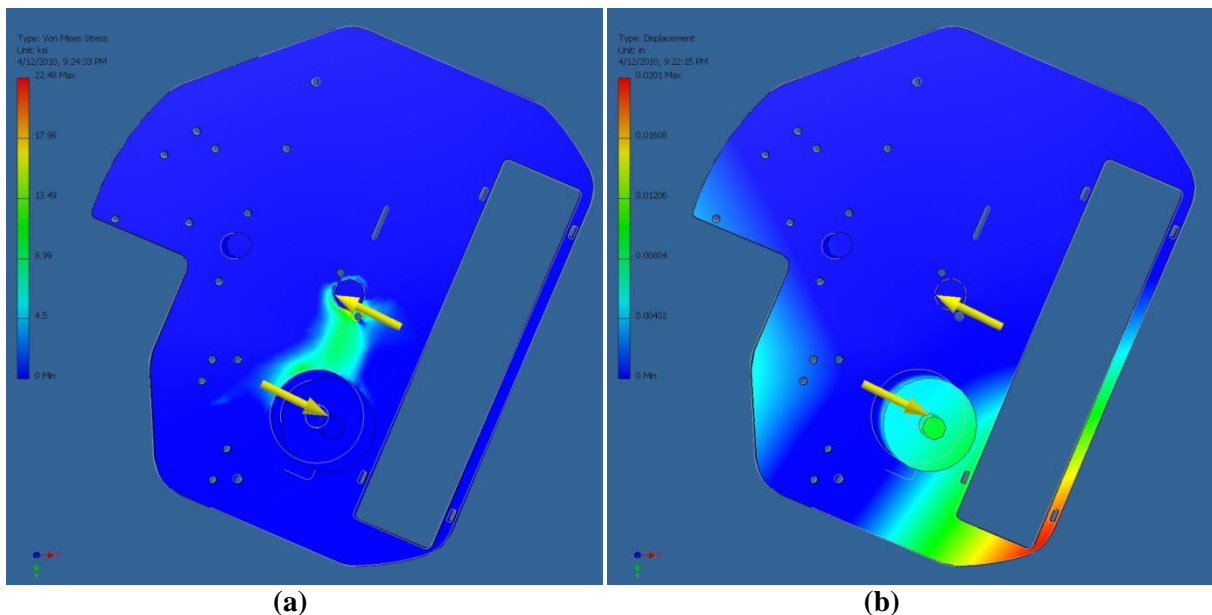 Type: Von Mises Stress
Unit: ksi
4/12/2010, 9:24:33 PM
22.48 Max
17.98
13.49
8.99
4.5
0 Min
Type: Displacement
Unit: in
4/12/2010, 9:22:15 PM
0.0201 Max
0.01608
0.01206
0.00804
0.00402
0 Min
(a)
(b)